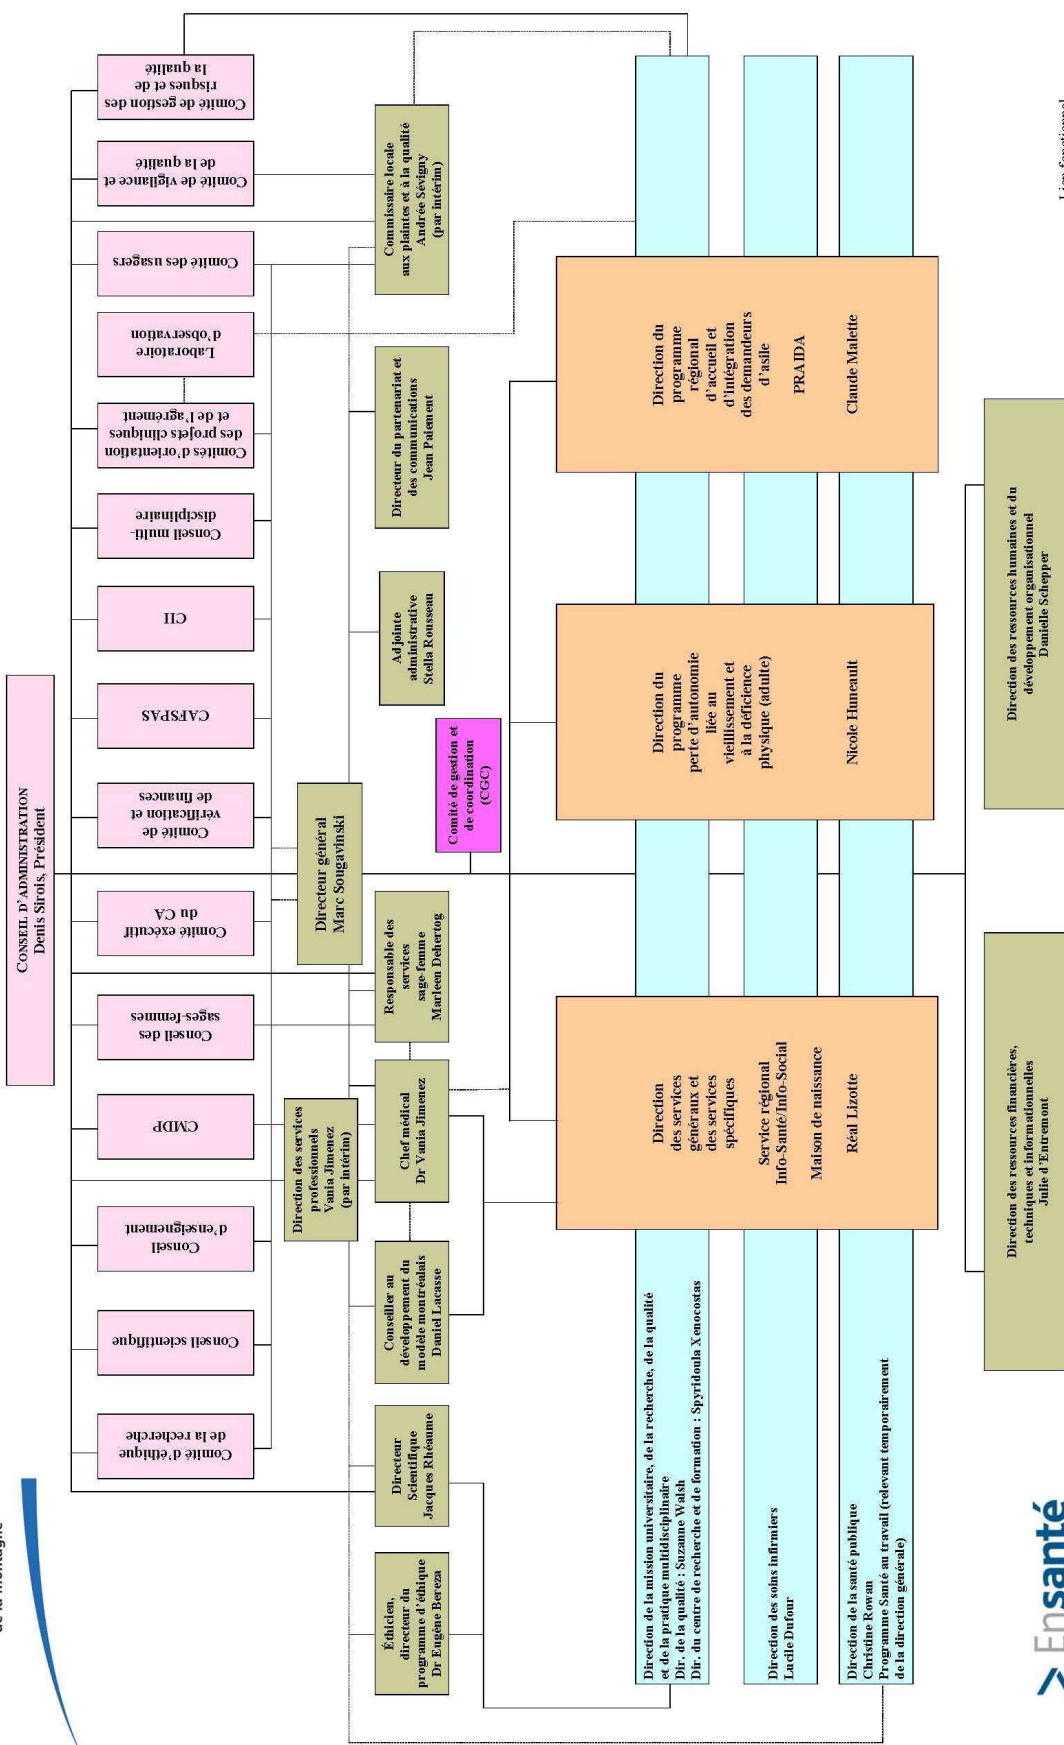 de la montagne
CONSEIL D'ADMINISTRATION
Denis Sirois, Président
Comité d'éthique
de la recherche
Conseil scientifique
Conseil
d'enseignement
CMDP
Conseil des
sages-femmes
Comité exécutif
du CA
Comité de
vérification et
de finances
CAFSPAS
CII
Conseil multi-
disciplinaire
Comités d'orientation
des projets cliniques
et de l'agrément
Laboratoire
d'observation
Comité des usagers
Comité de vigilance et
de la qualité
Comité de gestion des
risques et de
la qualité
Directeur général
Marc Sougavinski
Direction des services
professionnels
Vania Jimenez
(par intérim)
Éthicien,
directeur du
programme d'éthique
Dr Eugène Bereza
Directeur
Scientifique
Jacques Rhéaume
Conseiller au
développement du
modèle montréalais
Daniel Lacasse
Chef médical
Dr Vania Jimenez
Responsable des
services
sage-femme
Marleen Dehertog
Adjointe
administrative
Stella Rousseau
Directeur du partenariat et
des communications
Jean Paiement
Commissaire locale
aux plaintes et à la qualité
Andrée Sévigny
(par intérim)
Comité de gestion et
de coordination
(CGC)
Direction
des services
généraux et
des services
spécifiques
Service régional
Info-Santé/Info-Social
Maison de naissance
Réal Lizotte
Direction du
programme
perte d'autonomie
liée au
vieillissement et
à la déficience
physique (adulte)
Nicole Huneault
Direction du
programme
régional
d'accueil et
d'intégration
des demandeurs
d'asile
PRAIDA
Claude Malette
Direction de la mission universitaire, de la recherche, de la qualité
et de la pratique multidisciplinaire
Dir. de la qualité : Suzanne Walsh
Dir. du centre de recherche et de formation : Spyridoula Xenocostas
Direction des soins infirmiers
Lucile Dufour
Direction de la santé publique
Christine Rowan
Programme Santé au travail (relevant temporairement
de la direction générale)
Direction des ressources financières,
techniques et informationnelles
Julie d'Entremont
Direction des ressources humaines et du
développement organisationnel
Danielle Schepper
Ensanté
Lien fonctionnel